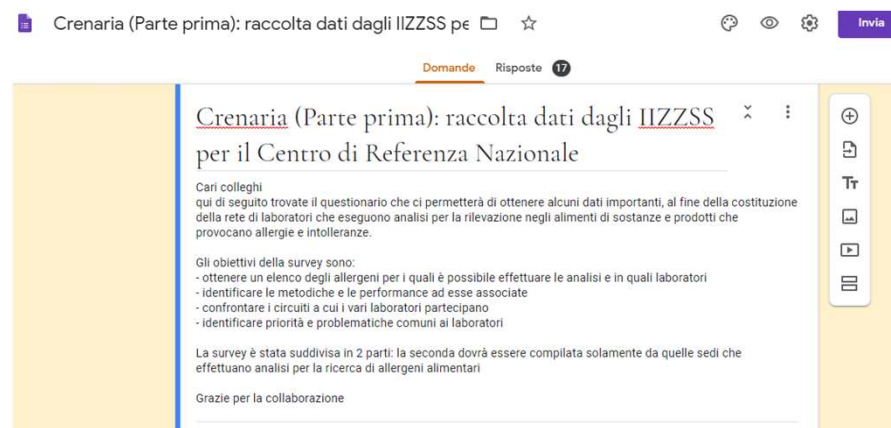 Crenaria (Parte prima): raccolta dati dagli IIZZSS pe
Invia
Domande Risposte 17
Crenaria (Parte prima): raccolta dati dagli IIZZSS
per il Centro di Referenza Nazionale
Cari colleghi
qui di seguito trovate il questionario che ci permetterà di ottenere alcuni dati importanti, al fine della costituzione
della rete di laboratori che eseguono analisi per la rilevazione negli alimenti di sostanze e prodotti che
provocano allergie e intolleranze.
Gli obiettivi della survey sono:
- ottenere un elenco degli allergeni per i quali è possibile effettuare le analisi e in quali laboratori
- identificare le metodiche e le performance ad esse associate
- confrontare i circuiti a cui i vari laboratori partecipano
- identificare priorità e problematiche comuni ai laboratori
La survey è stata suddivisa in 2 parti: la seconda dovrà essere compilata solamente da quelle sedi che
effettuano analisi per la ricerca di allergeni alimentari
Grazie per la collaborazione
Tт